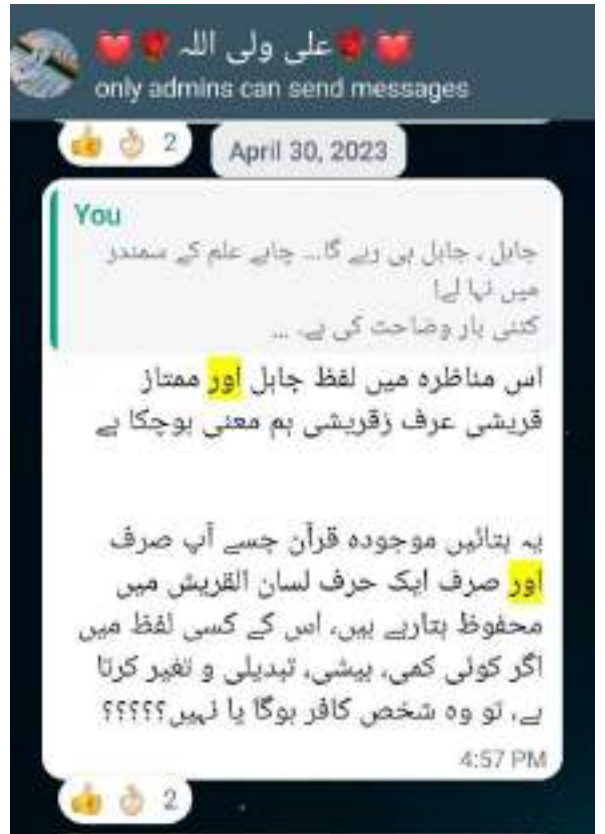 ❤️🌹علی ولی اللہ🌹❤️
only admins can send messages
👍👌🏻 2
April 30, 2023
You
جاہل ، جاہل ہی رہے گا... چاہے علم کے سمندر
میں نہا لے!
کتنی بار وضاحت کی ہے۔ ...
اس مناظرہ میں لفظ جاہل اور ممتاز
قریشی عرف زقریشی ہم معنی ہوچکا ہے
یہ بتائیں موجودہ قرآن جسے آپ صرف
اور صرف ایک حرف لسان القریش میں
محفوظ بتارہے ہیں، اس کے کسی لفظ میں
اگر کوئی کمی، بیشی، تبدیلی و تغیر کرتا
ہے، تو وہ شخص کافر ہوگا یا نہیں؟؟؟؟؟
4:57 PM
👍👌🏻 2